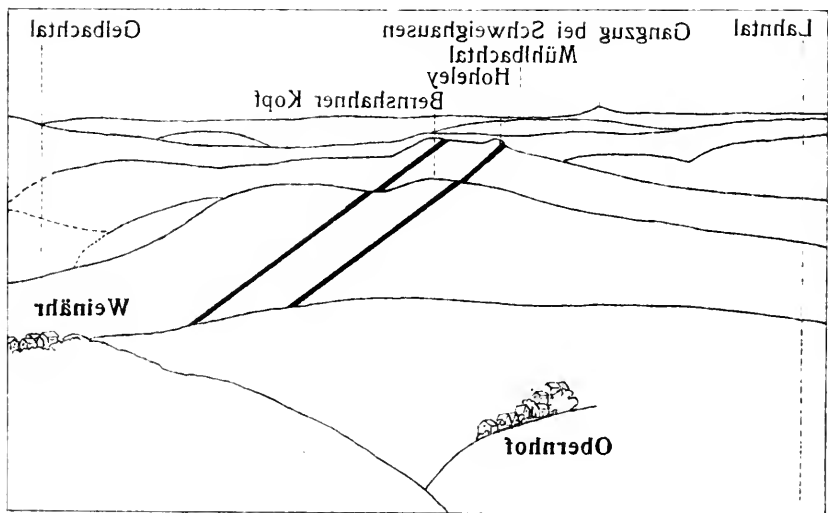 Lahntal
Gangzug bei Schweighausen
Gelbachtal
Mühlbachtal
Hoheley
Bernshahner Kopf
Weinähr
Obernhof